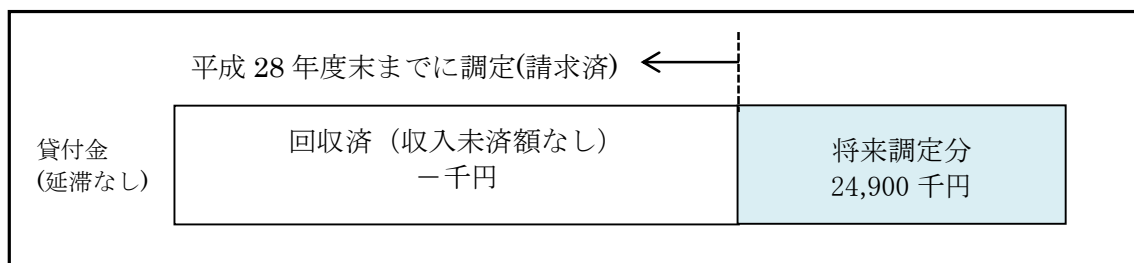 平成 28 年度末までに調定(請求済)
貸付金
(延滞なし)
回収済（収入未済額なし）
－千円
将来調定分
24,900 千円